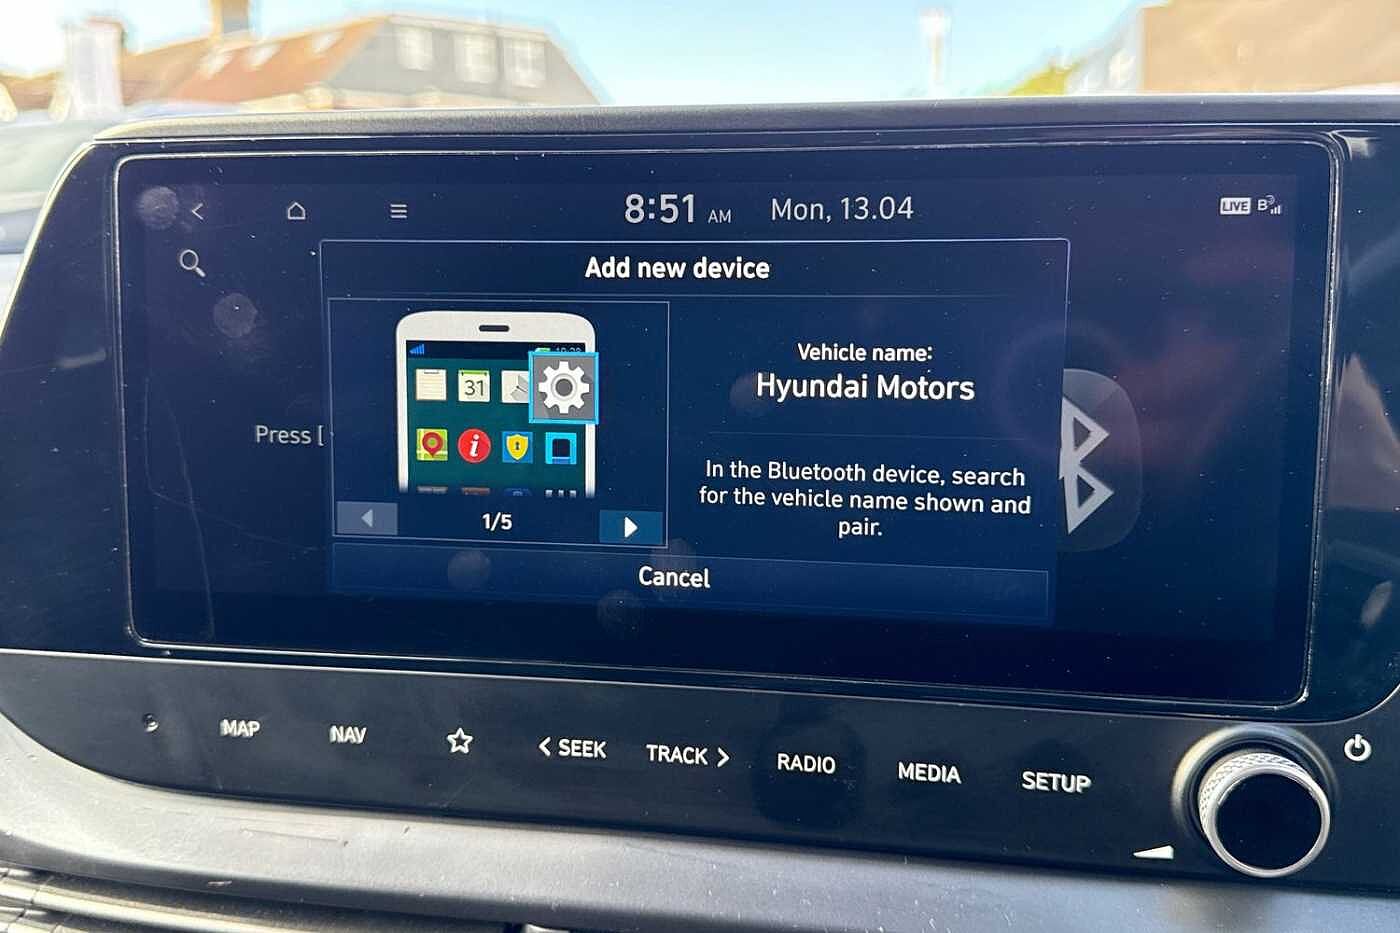 8:51 AM Mon, 13.04
LIVE
Add new device
31
Vehicle name:
Hyundai Motors
Press [
In the Bluetooth device, search
for the vehicle name shown and
pair.
1/5
Cancel
MAP NAV SEEK TRACK RADIO MEDIA SETUP